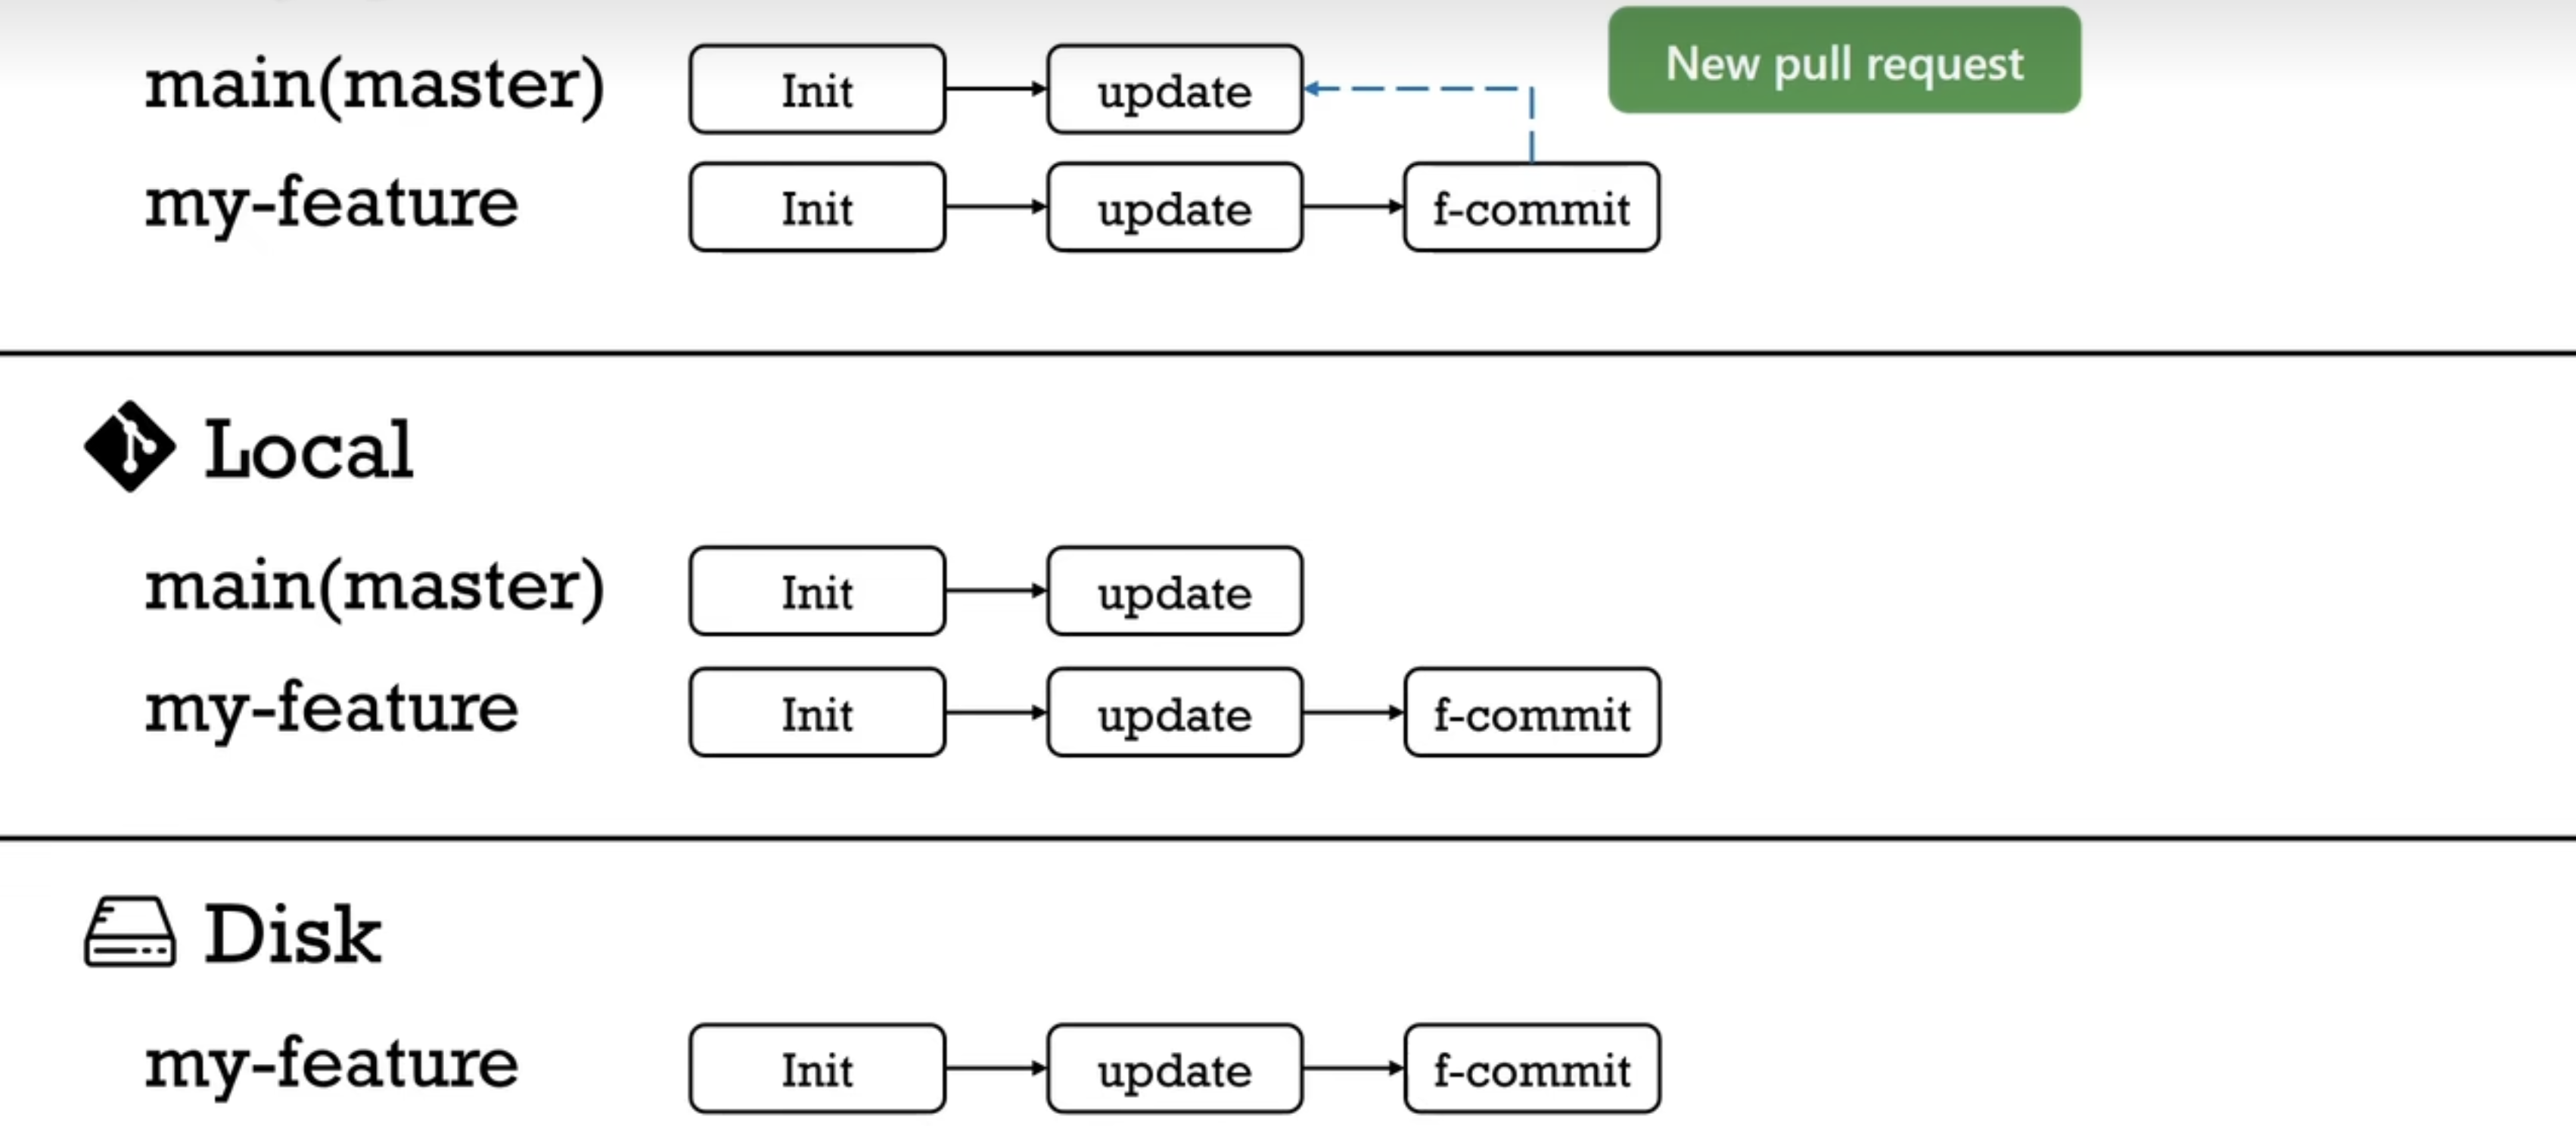 New pull request
main(master) Init update
my-feature Init update f-commit
Local
main(master) Init update
my-feature Init update f-commit
Disk
my-feature Init update f-commit